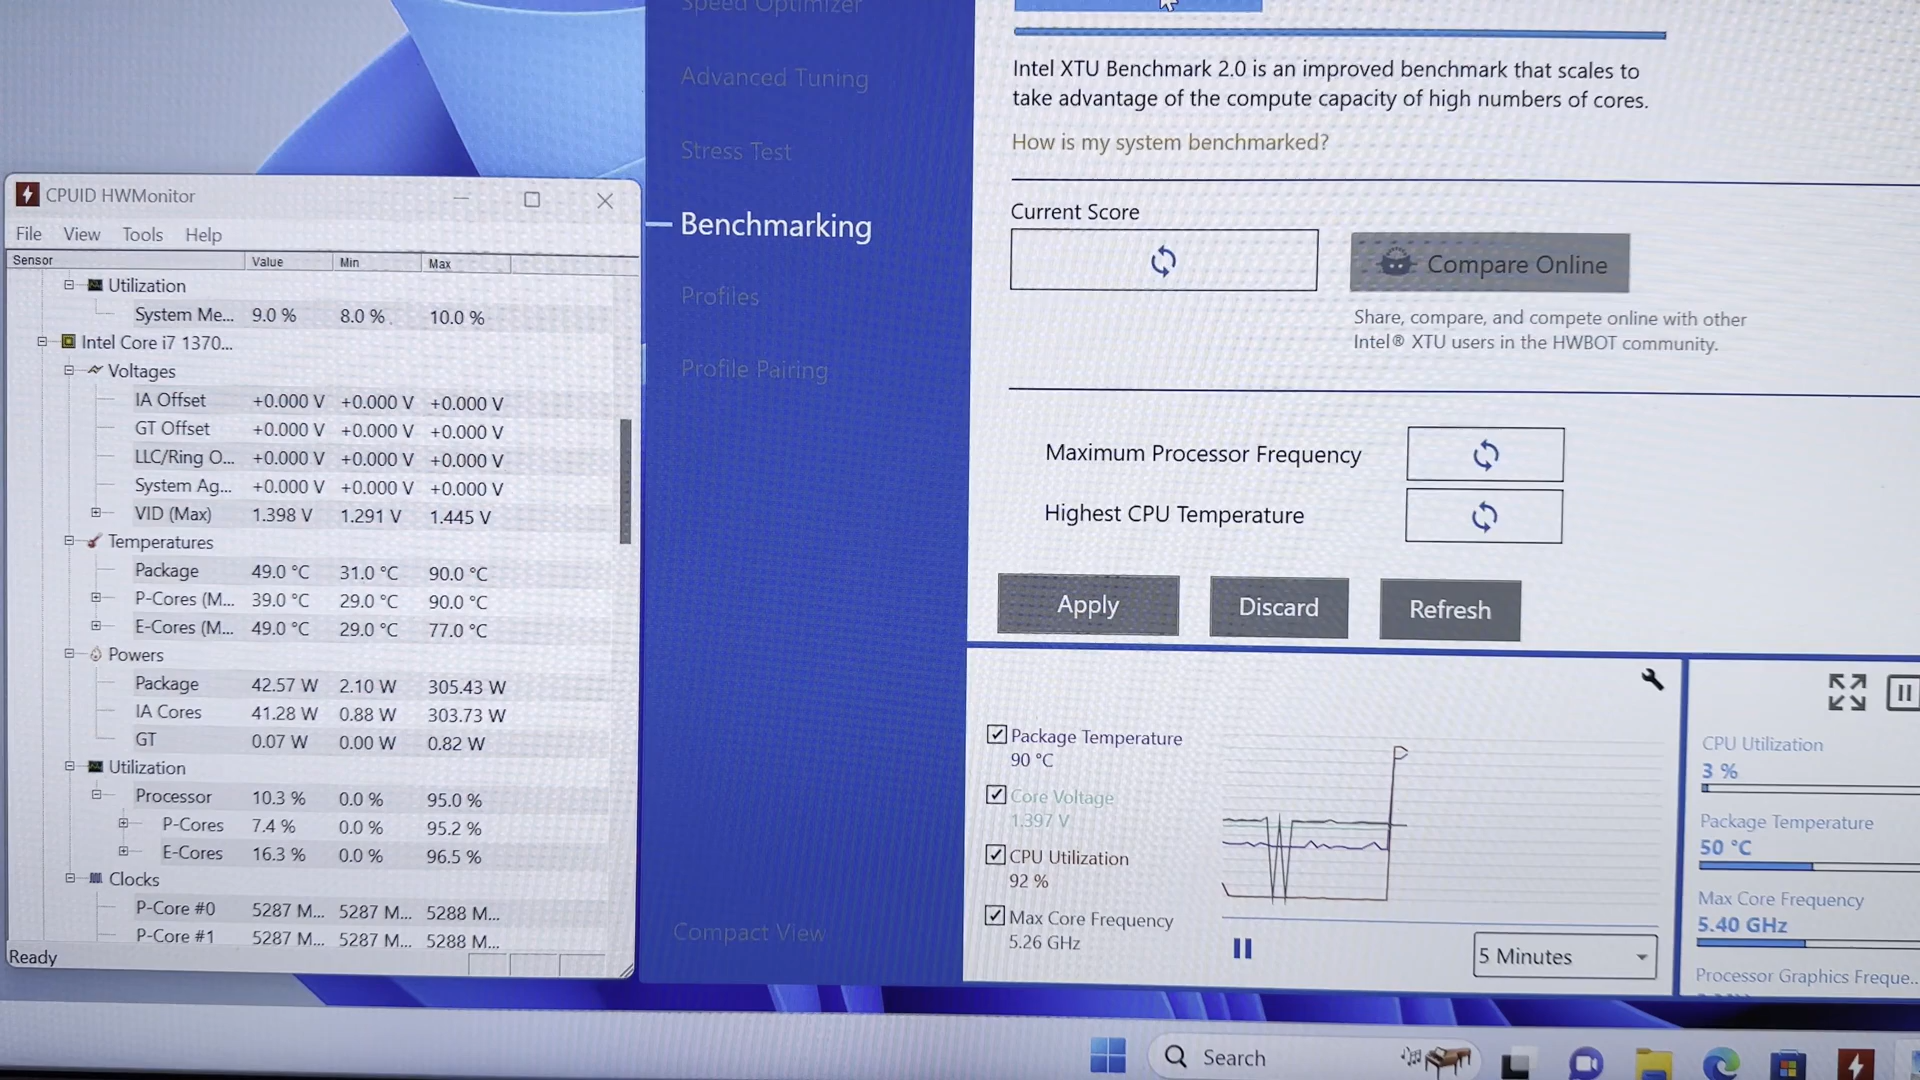 Speed Optimizer
Advanced Tuning
Stress Test
Benchmarking
Profiles
Profile Pairing
Compact View
Intel XTU Benchmark 2.0 is an improved benchmark that scales to
take advantage of the compute capacity of high numbers of cores.
How is my system benchmarked?
Current Score
Compare Online
Share, compare, and compete online with other
Intel® XTU users in the HWBOT community.
Maximum Processor Frequency
Highest CPU Temperature
Apply
Discard
Refresh
Package Temperature
90 °C
Core Voltage
1.397 V
CPU Utilization
92 %
Max Core Frequency
5.26 GHz
5 Minutes
CPU Utilization
3 %
Package Temperature
50 °C
Max Core Frequency
5.40 GHz
Processor Graphics Freque...
CPUID HWMonitor
File View Tools Help
Sensor Value Min Max
Utilization
System Me... 9.0 % 8.0 % 10.0 %
Intel Core i7 1370...
Voltages
IA Offset +0.000 V +0.000 V +0.000 V
GT Offset +0.000 V +0.000 V +0.000 V
LLC/Ring O... +0.000 V +0.000 V +0.000 V
System Ag... +0.000 V +0.000 V +0.000 V
VID (Max) 1.398 V 1.291 V 1.445 V
Temperatures
Package 49.0 °C 31.0 °C 90.0 °C
P-Cores (M... 39.0 °C 29.0 °C 90.0 °C
E-Cores (M... 49.0 °C 29.0 °C 77.0 °C
Powers
Package 42.57 W 2.10 W 305.43 W
IA Cores 41.28 W 0.88 W 303.73 W
GT 0.07 W 0.00 W 0.82 W
Utilization
Processor 10.3 % 0.0 % 95.0 %
P-Cores 7.4 % 0.0 % 95.2 %
E-Cores 16.3 % 0.0 % 96.5 %
Clocks
P-Core #0 5287 M... 5287 M... 5288 M...
P-Core #1 5287 M... 5287 M... 5288 M...
Ready
Search